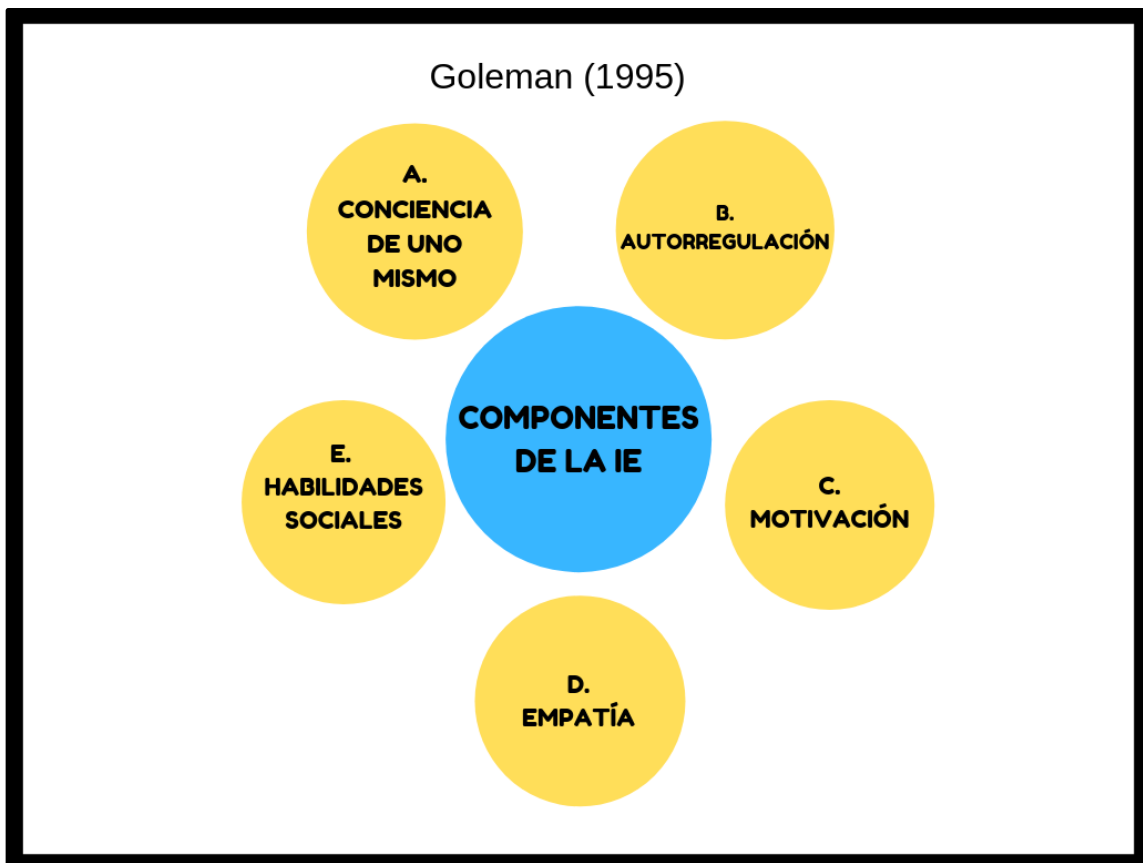 Goleman (1995)
A.
CONCIENCIA
DE UNO
MISMO
B.
AUTORREGULACIÓN
COMPONENTES
DE LA IE
E.
HABILIDADES
SOCIALES
C.
MOTIVACIÓN
D.
EMPATÍA